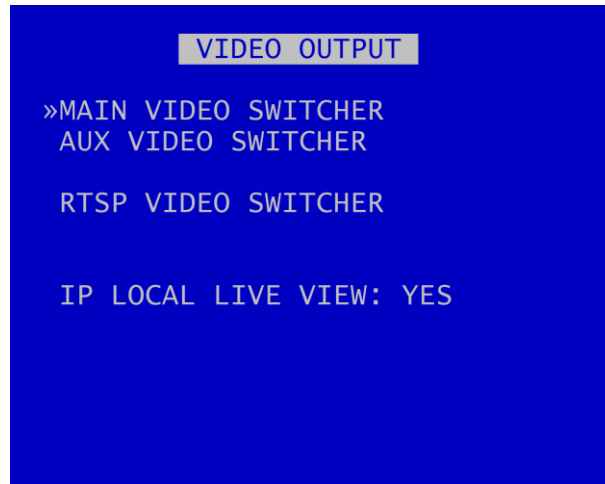 VIDEO OUTPUT
»MAIN VIDEO SWITCHER
AUX VIDEO SWITCHER
RTSP VIDEO SWITCHER
IP LOCAL LIVE VIEW: YES